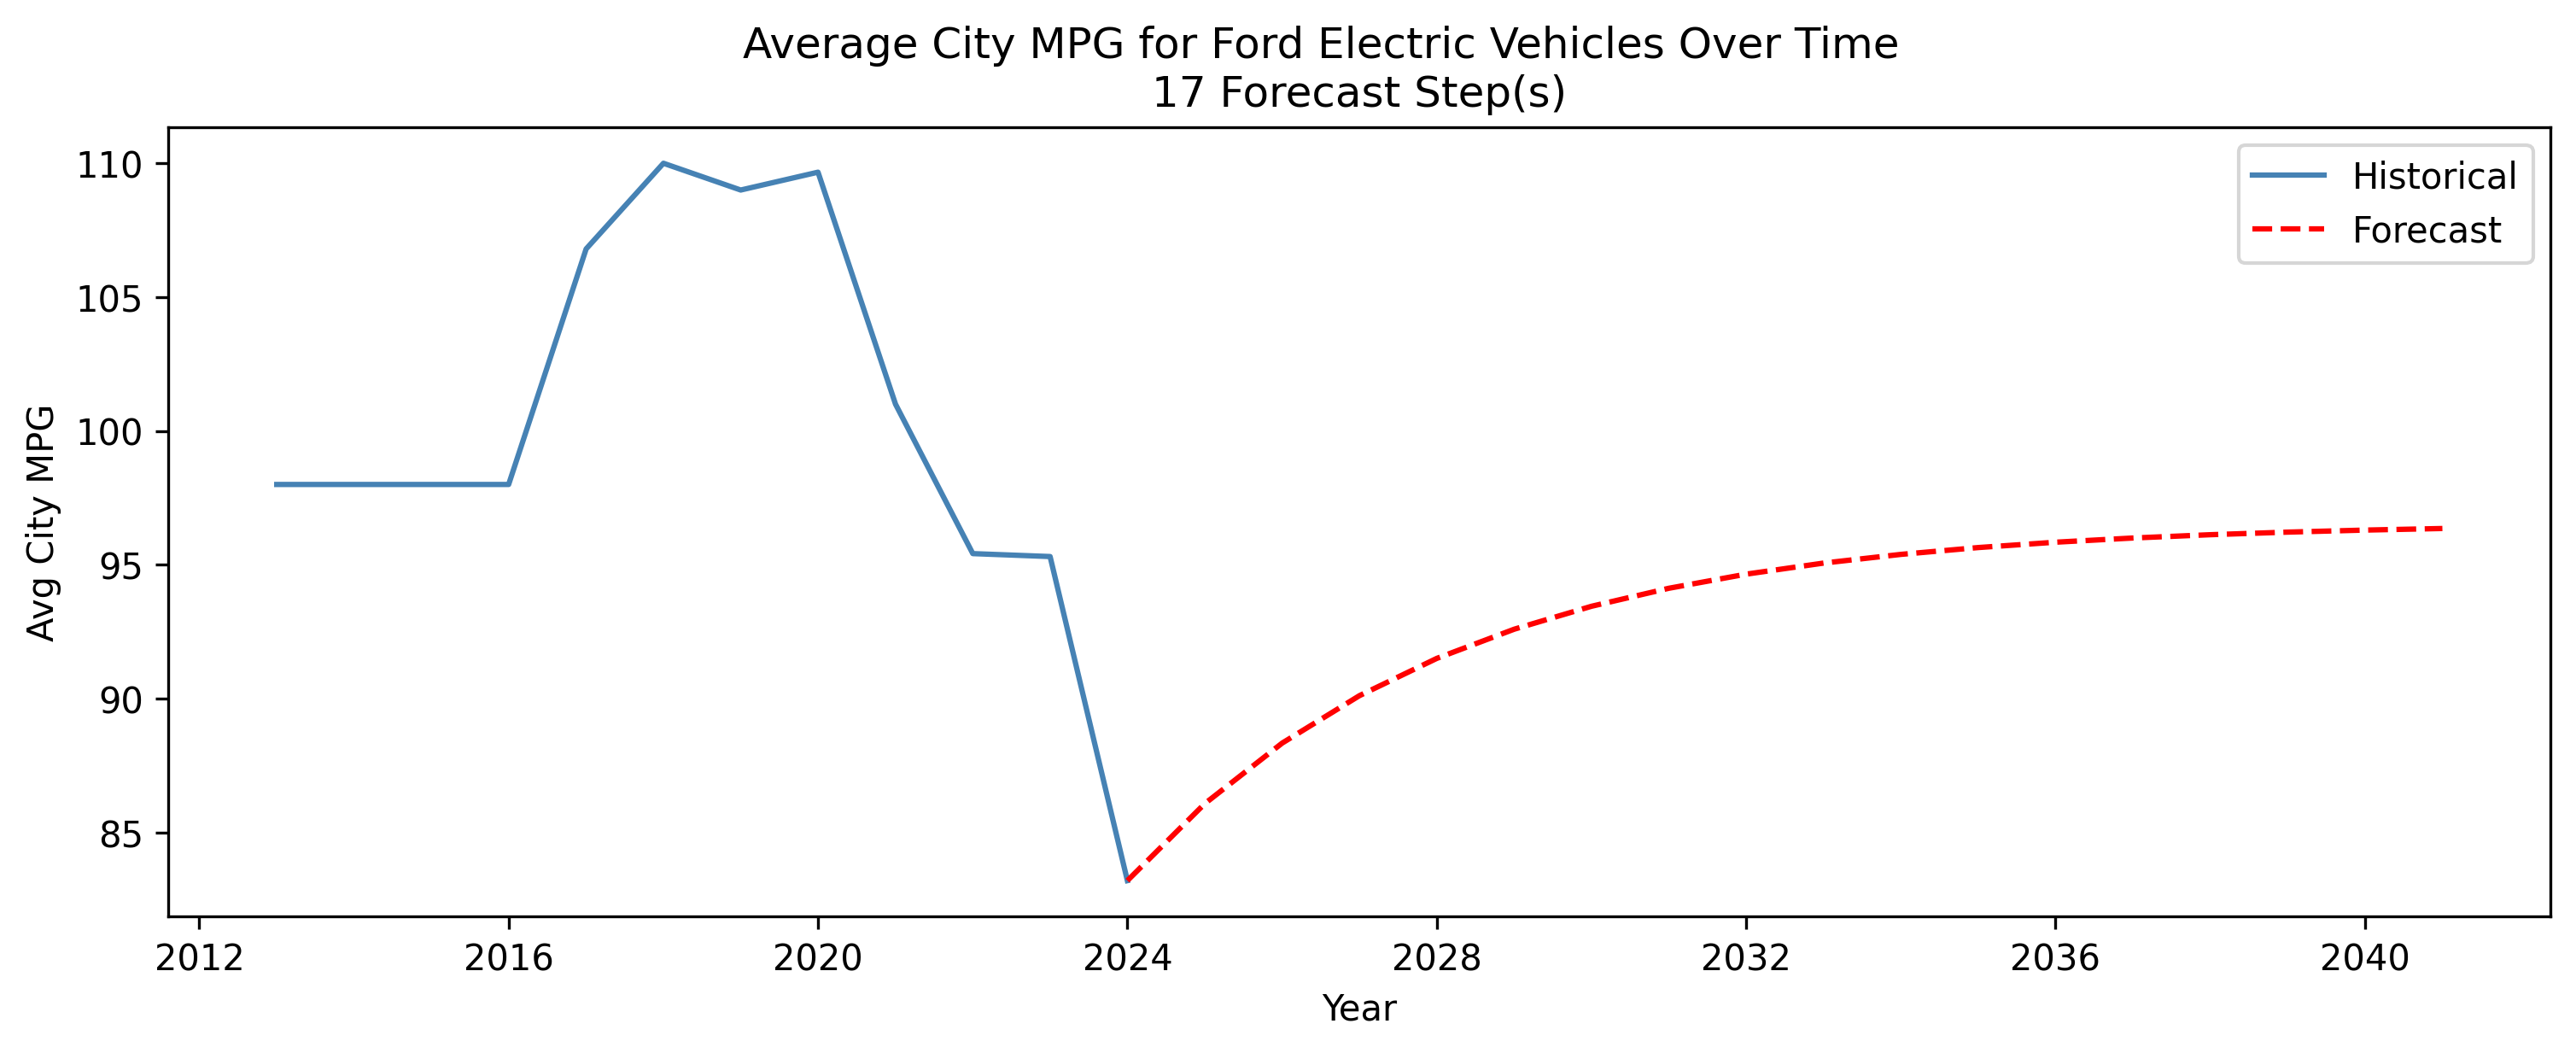 Average City MPG for Ford Electric Vehicles Over Time
17 Forecast Step(s)
Historical
Forecast
110
105
100
95
90
85
Avg City MPG
2012 2016 2020 2024 2028 2032 2036 2040
Year